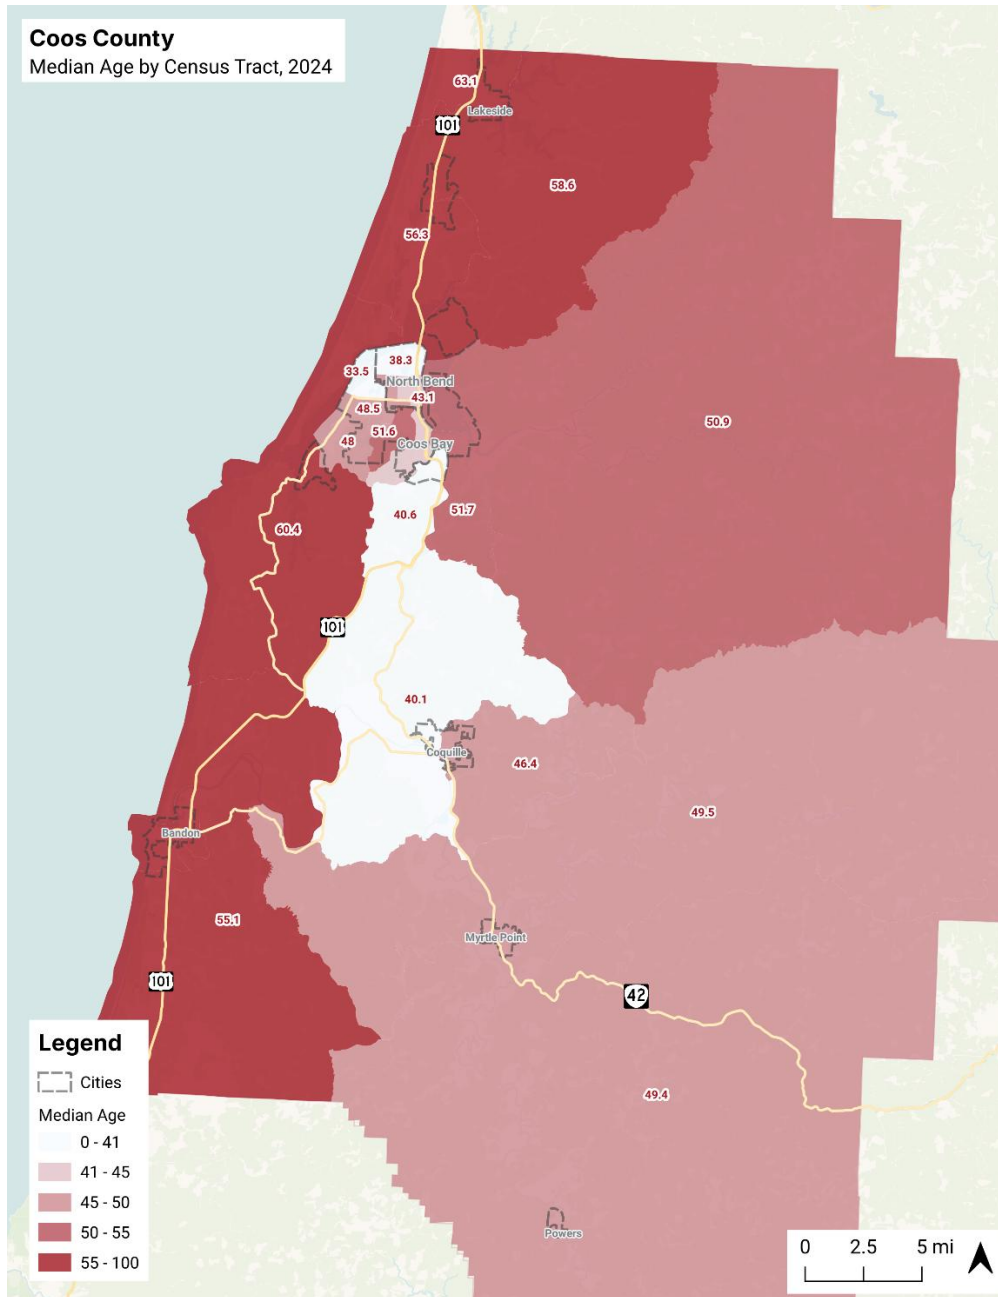 Coos County
Median Age by Census Tract, 2024
63.1
Lakeside
101
58.6
56.3
38.3
33.5
North Bend
43.1
48.5
51.6
48
Coos Bay
50.9
40.6
51.7
60.4
101
40.1
Coquille
46.4
49.5
Bandon
55.1
Myrtle Point
101
42
49.4
Powers
Legend
Cities
Median Age
0 - 41
41 - 45
45 - 50
50 - 55
55 - 100
0 2.5 5 mi